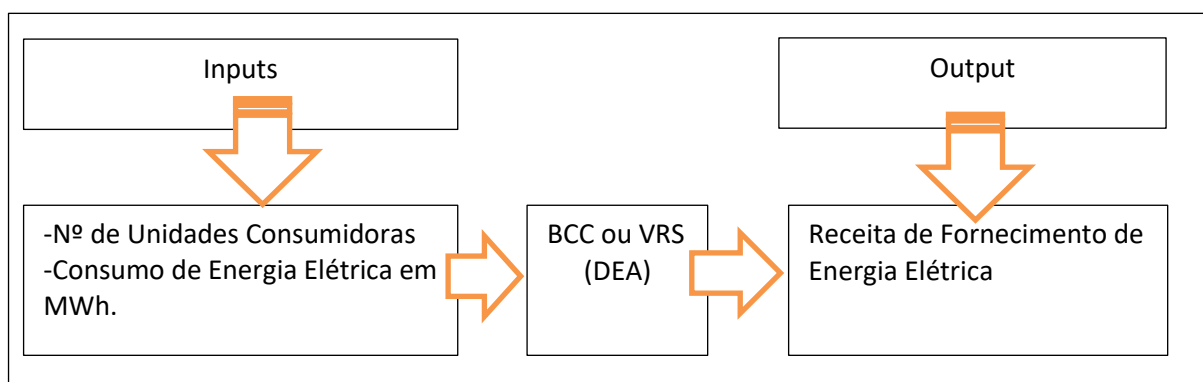 Inputs
Output
-Nº de Unidades Consumidoras
-Consumo de Energia Elétrica em
MWh.
BCC ou VRS
(DEA)
Receita de Fornecimento de
Energia Elétrica